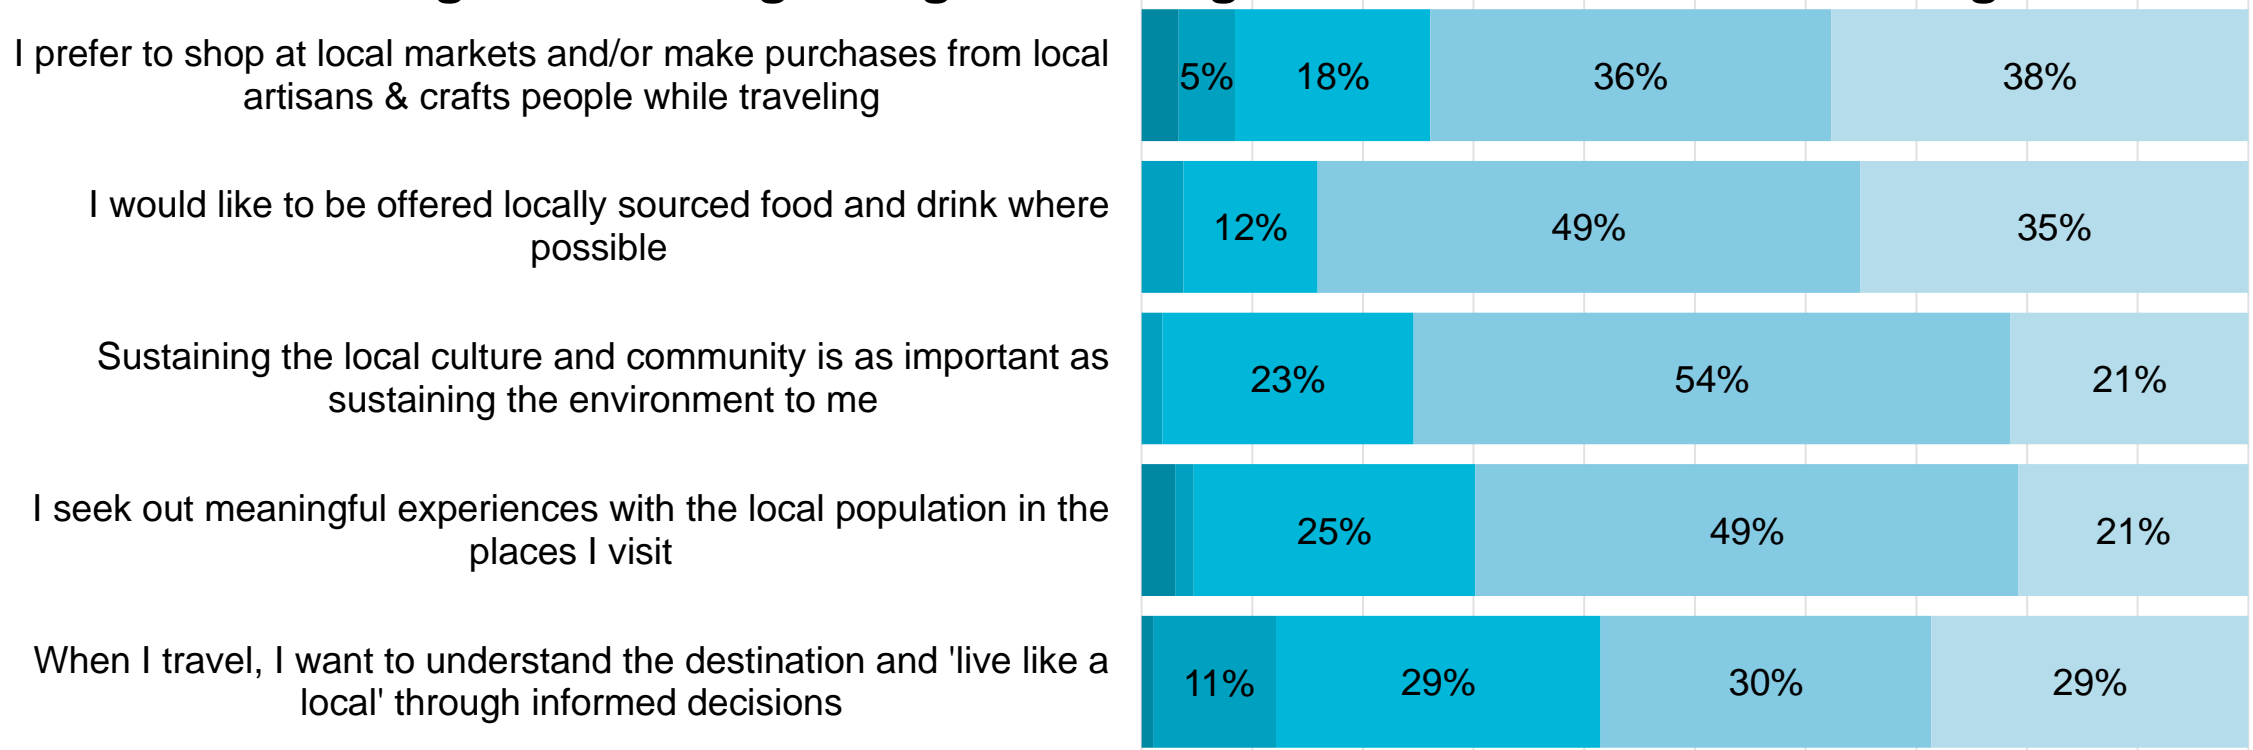 I prefer to shop at local markets and/or make purchases from local
artisans & crafts people while traveling
5% 18% 36% 38%
I would like to be offered locally sourced food and drink where
possible
12% 49% 35%
Sustaining the local culture and community is as important as
sustaining the environment to me
23% 54% 21%
I seek out meaningful experiences with the local population in the
places I visit
25% 49% 21%
When I travel, I want to understand the destination and 'live like a
local' through informed decisions
11% 29% 30% 29%